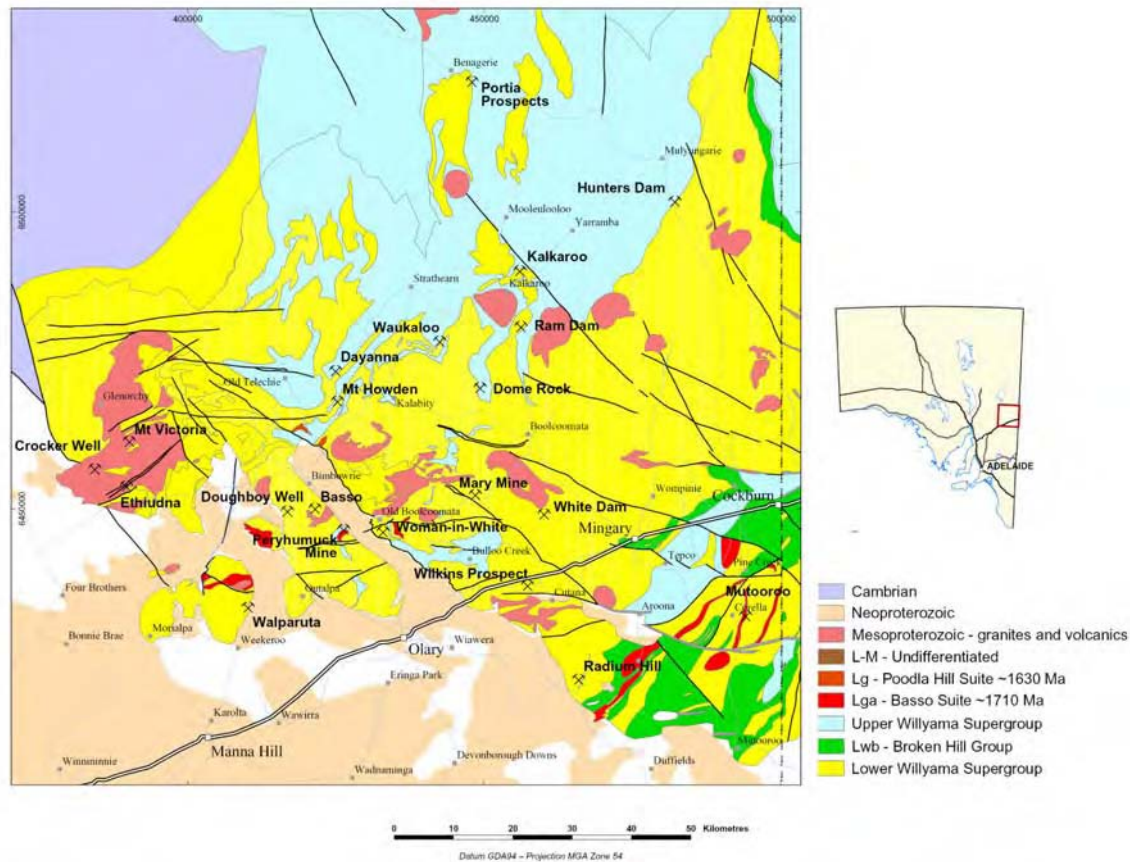 400000
450000
500000
Benagerie
Portia
Prospects
Mulyungarie
Hunters Dam
6500000
Mooleulooloo
Yarramba
Kalkaroo
Kalkaroo
Strathearn
Waukaloo
Ram Dam
Dayanna
Old Telechie
Mt Howden
Dome Rock
Glenorchy
Kalabity
Mt Victoria
Boolcoomata
Crocker Well
Bimbowrie
Mary Mine
Wompinie
Cockburn
Ethiudna
Doughboy Well
Basso
White Dam
6450000
Old Boolcoomata
Woman-in-White
Mingary
Peryhumuck
Mine
Bulloo Creek
Tepco
Pine Creek
Wilkins Prospect
Four Brothers
Outalpa
Cutana
Mutooroo
Aroona
Corella
Walparuta
Morialpa
Bonnie Brae
Weekeroo
Olary
Wiawera
Radium Hill
Eringa Park
Karolta
Wawirra
Manna Hill
Mutooroo
Winnininnie
Wadnaminga
Devonborough Downs
Duffields
ADELAIDE
Cambrian
Neoproterozoic
Mesoproterozoic - granites and volcanics
L-M - Undifferentiated
Lg - Poodla Hill Suite ~1630 Ma
Lga - Basso Suite ~1710 Ma
Upper Willyama Supergroup
Lwb - Broken Hill Group
Lower Willyama Supergroup
0 10 20 30 40 50 Kilometres
Datum GDA94 – Projection MGA Zone 54